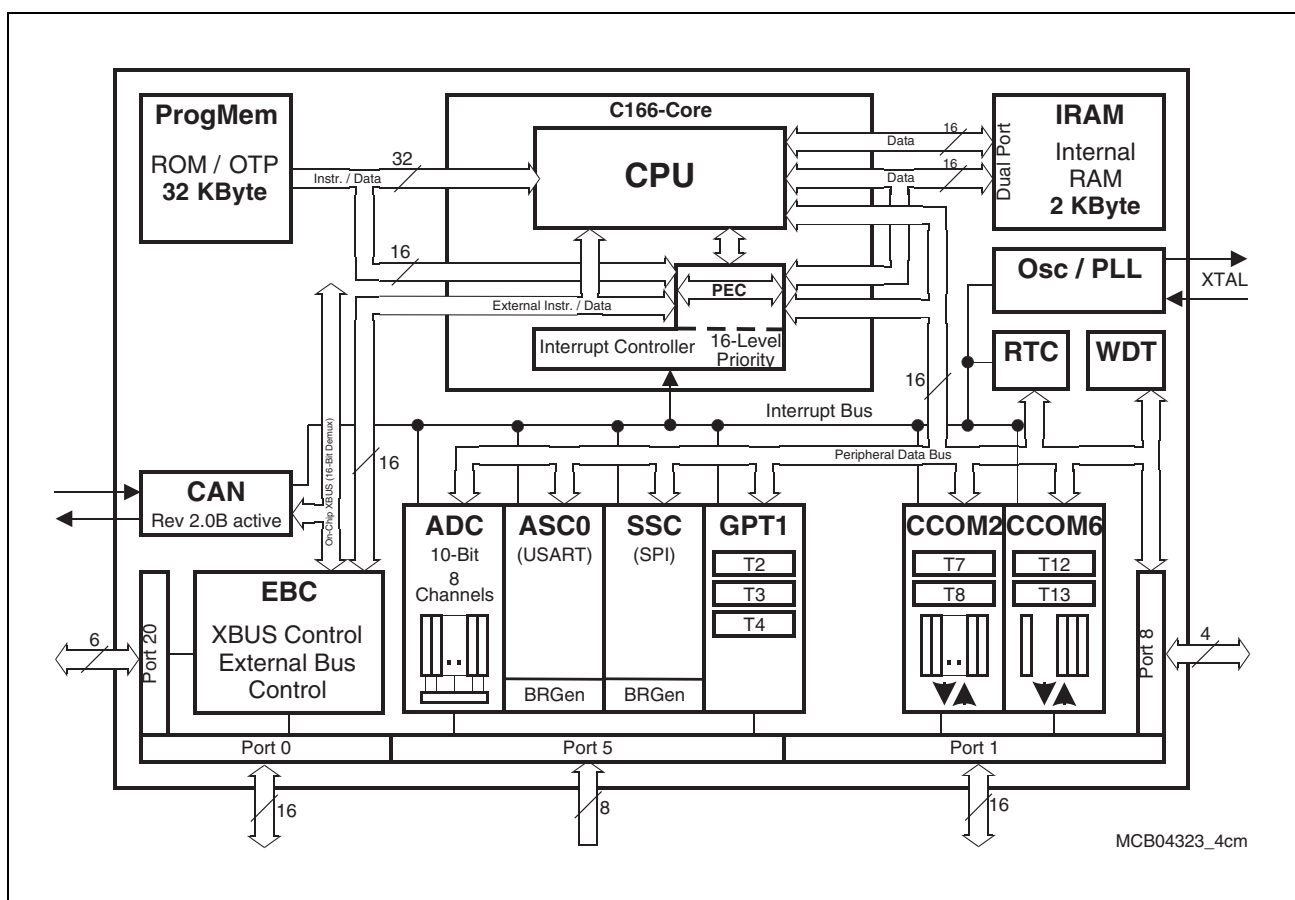 ProgMem
ROM / OTP
32 KByte
C166-Core
CPU
IRAM
Internal
RAM
2 KByte
Dual Port
32
Instr. / Data
16
Data
16
Data
16
External Instr. / Data
PEC
Interrupt Controller
16-Level
Priority
Osc / PLL
XTAL
RTC
WDT
16
Interrupt Bus
Peripheral Data Bus
On-Chip XBUS (16-Bit Demux)
16
CAN
Rev 2.0B active
EBC
XBUS Control
External Bus
Control
ADC
10-Bit
8
Channels
ASC0
(USART)
BRGen
SSC
(SPI)
BRGen
GPT1
T2
T3
T4
CCOM2
T7
T8
CCOM6
T12
T13
6
Port 20
Port 8
4
Port 0
Port 5
Port 1
16
8
16
MCB04323_4cm